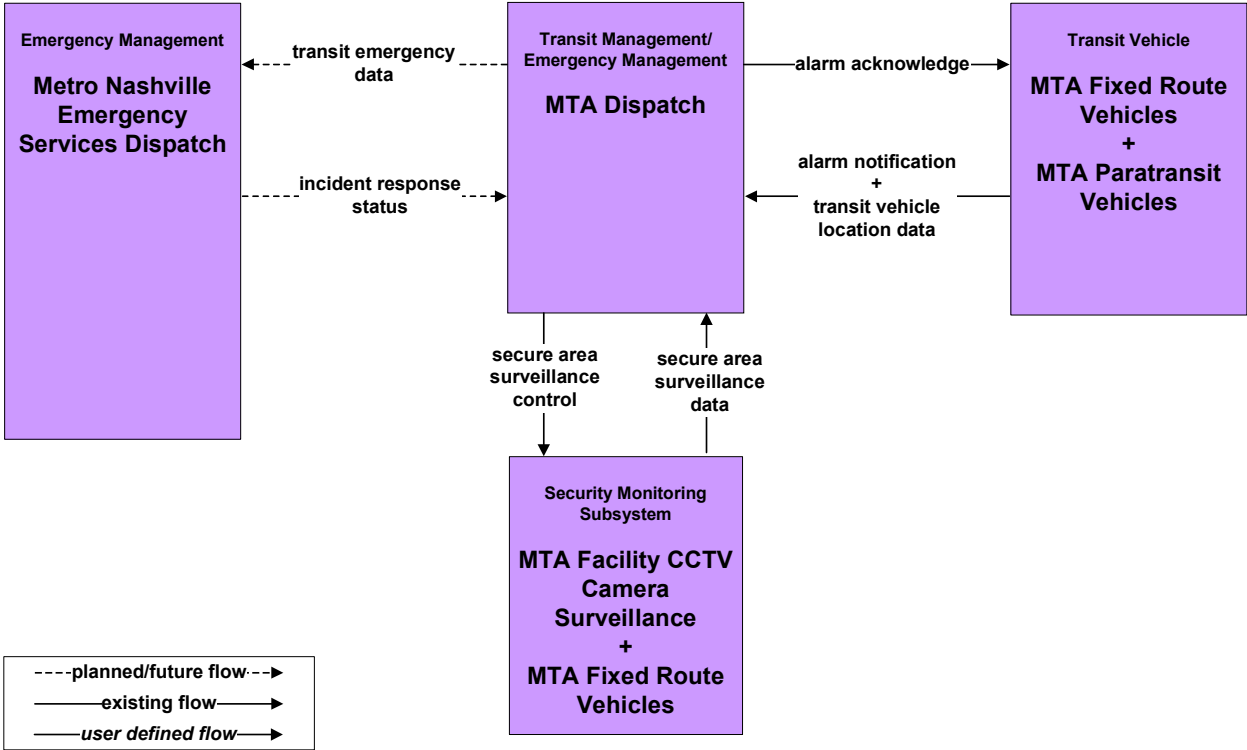 Emergency Management
Metro Nashville
Emergency
Services Dispatch
transit emergency
data
incident response
status
Transit Management/
Emergency Management
MTA Dispatch
alarm acknowledge
alarm notification
+
transit vehicle
location data
Transit Vehicle
MTA Fixed Route
Vehicles
+
MTA Paratransit
Vehicles
secure area
surveillance
control
secure area
surveillance
data
Security Monitoring
Subsystem
MTA Facility CCTV
Camera
Surveillance
+
MTA Fixed Route
Vehicles
planned/future flow
existing flow
user defined flow